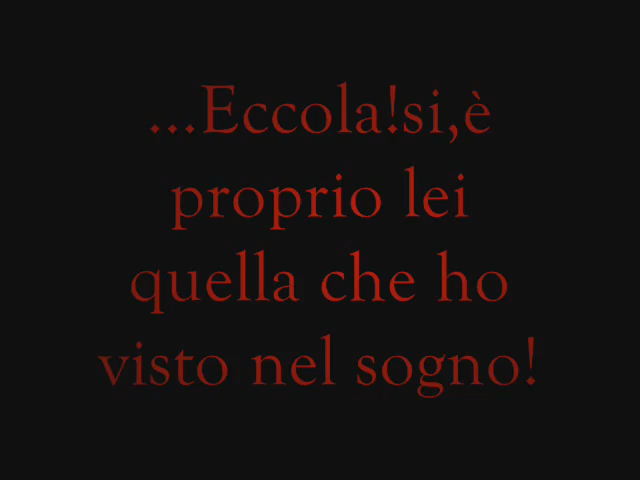 ...Eccola!si,è
proprio lei
quella che ho
visto nel sogno!